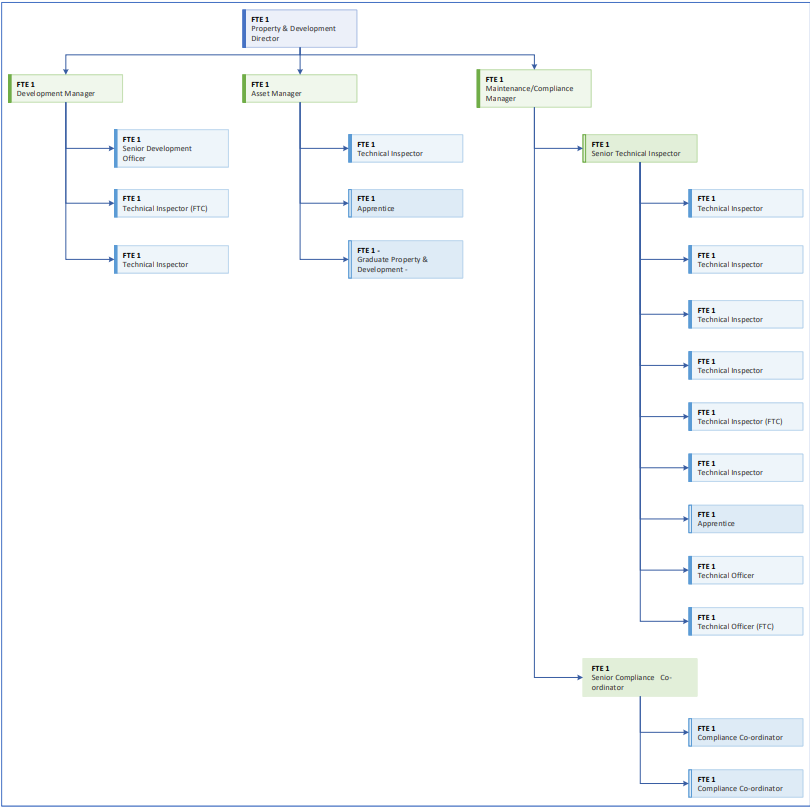 FTE 1
Property & Development
Director
FTE 1
Development Manager
FTE 1
Senior Development
Officer
FTE 1
Technical Inspector (FTC)
FTE 1
Technical Inspector
FTE 1
Asset Manager
FTE 1
Technical Inspector
FTE 1
Apprentice
FTE 1 -
Graduate Property &
Development -
FTE 1
Maintenance/Compliance
Manager
FTE 1
Senior Technical Inspector
FTE 1
Technical Inspector
FTE 1
Technical Inspector
FTE 1
Technical Inspector
FTE 1
Technical Inspector
FTE 1
Technical Inspector (FTC)
FTE 1
Technical Inspector
FTE 1
Apprentice
FTE 1
Technical Officer
FTE 1
Technical Officer (FTC)
FTE 1
Senior Compliance Co-
ordinator
FTE 1
Compliance Co-ordinator
FTE 1
Compliance Co-ordinator